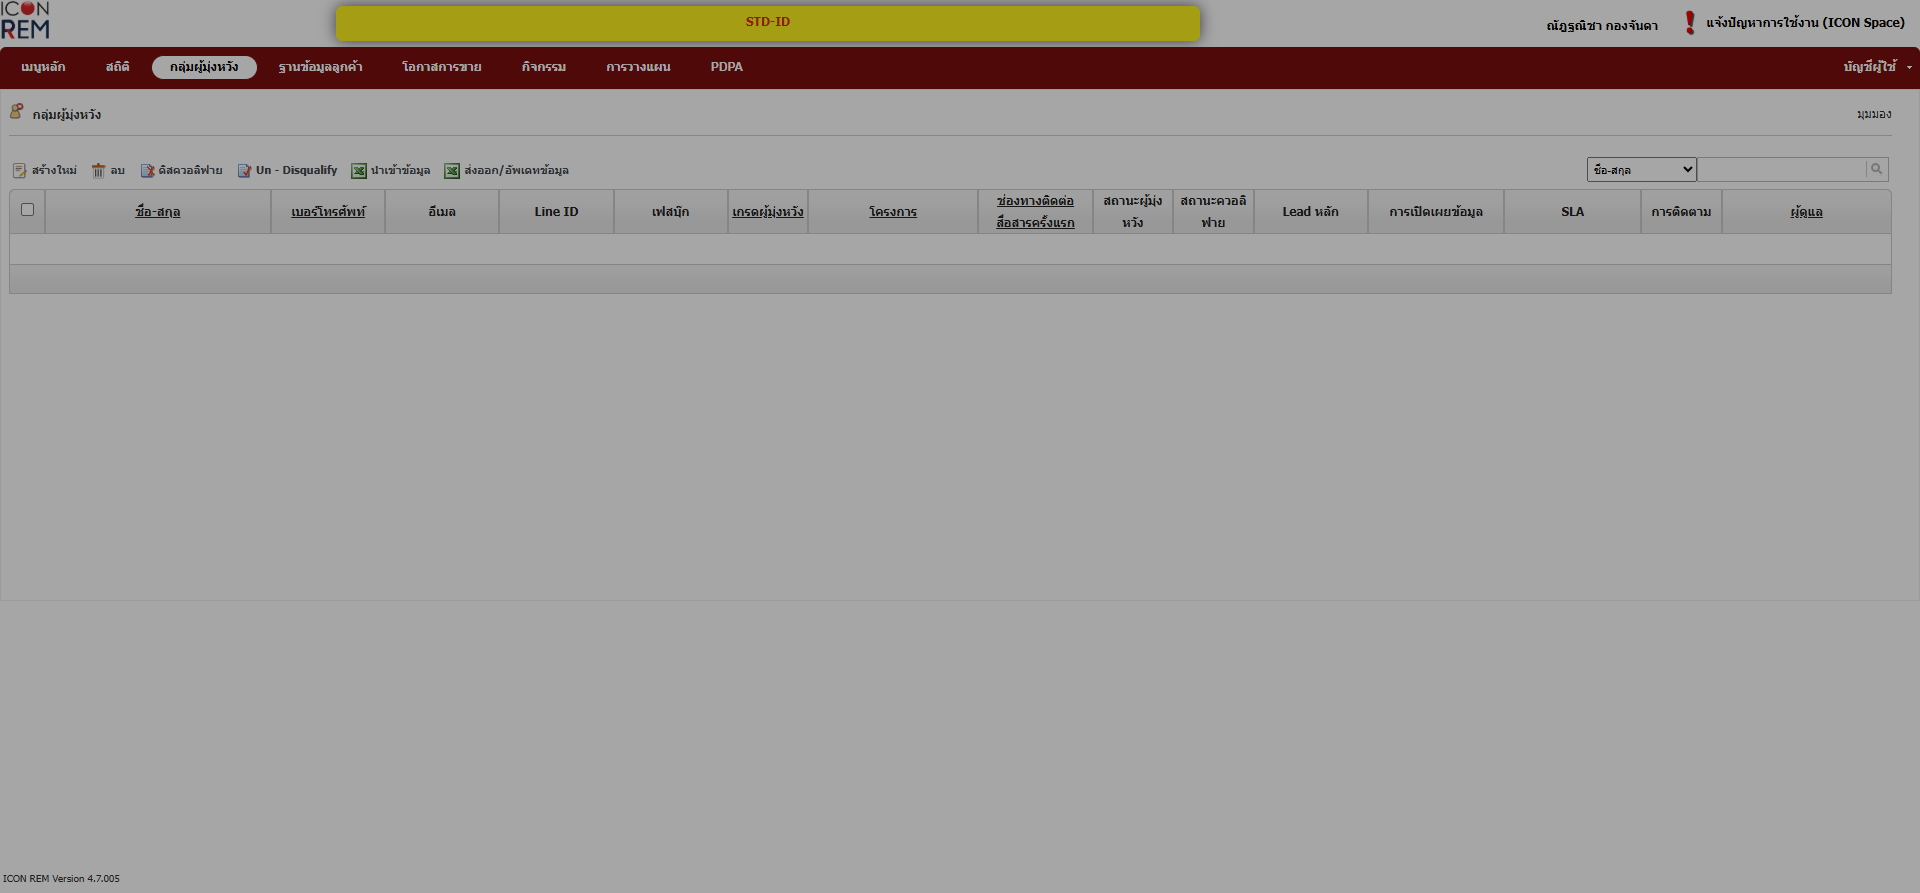 ICON
REM
STD-ID
ณัฎฐณิชา กองจันดา
แจ้งปัญหาการใช้งาน (ICON Space)
เมนูหลัก สถิติ กลุ่มผู้มุ่งหวัง ฐานข้อมูลลูกค้า โอกาสการขาย กิจกรรม การวางแผน PDPA บัญชีผู้ใช้
กลุ่มผู้มุ่งหวัง มุมมอง
สร้างใหม่ ลบ ดิสควอลิฟาย Un - Disqualify นำเข้าข้อมูล ส่งออก/อัพเดทข้อมูล ชื่อ-สกุล
ชื่อ-สกุล เบอร์โทรศัพท์ อีเมล Line ID เฟสบุ๊ก เกรดผู้มุ่งหวัง โครงการ ช่องทางติดต่อ
สื่อสารครั้งแรก สถานะผู้มุ่ง
หวัง สถานะควอลิ
ฟาย Lead หลัก การเปิดเผยข้อมูล SLA การติดตาม ผู้ดูแล
ICON REM Version 4.7.005